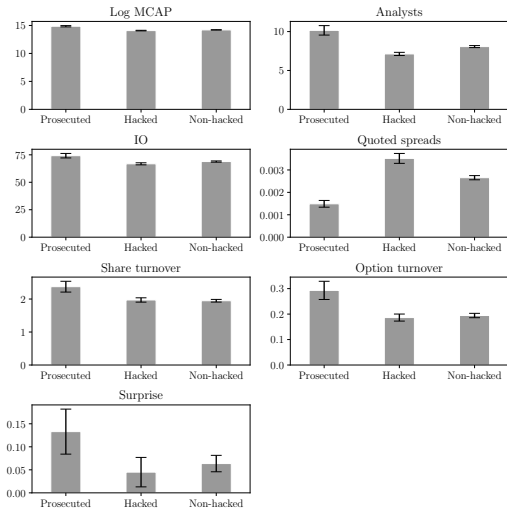 Log MCAP
15
10
5
0
Prosecuted Hacked Non-hacked
Analysts
10
5
0
Prosecuted Hacked Non-hacked
IO
75
50
25
0
Prosecuted Hacked Non-hacked
Quoted spreads
0.003
0.002
0.001
0.000
Prosecuted Hacked Non-hacked
Share turnover
2
1
0
Prosecuted Hacked Non-hacked
Option turnover
0.3
0.2
0.1
0.0
Prosecuted Hacked Non-hacked
Surprise
0.15
0.10
0.05
0.00
Prosecuted Hacked Non-hacked